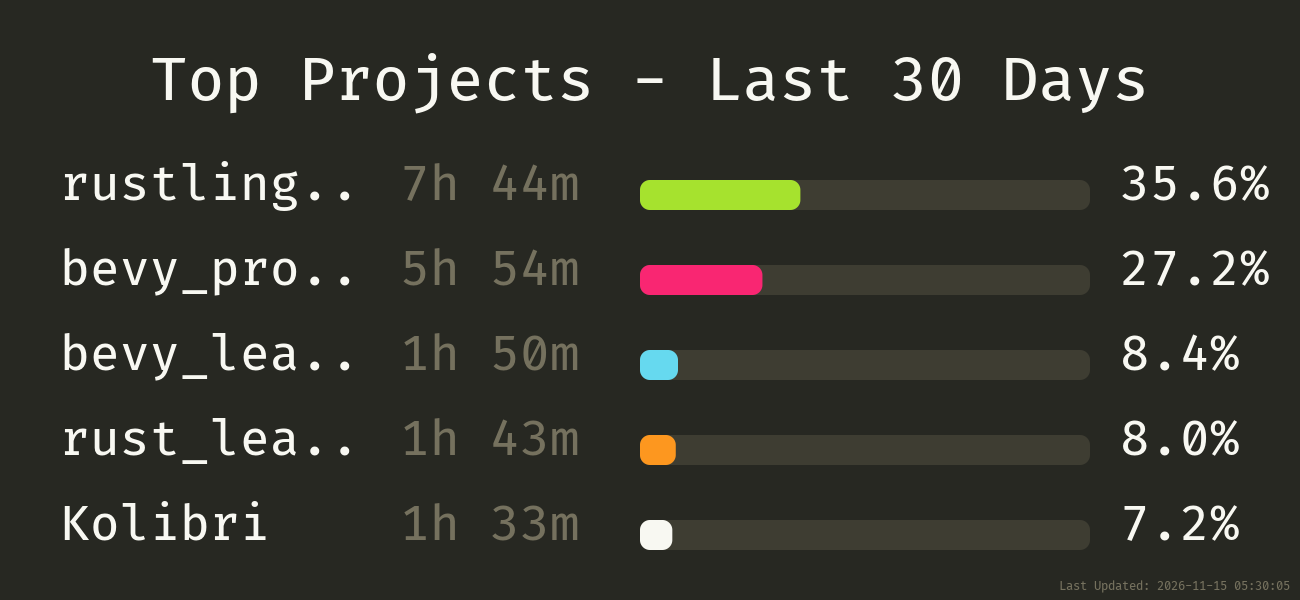 Top Projects - Last 30 Days
rustling.. 7h 44m 35.6%
bevy_pro.. 5h 54m 27.2%
bevy_lea.. 1h 50m 8.4%
rust_lea.. 1h 43m 8.0%
Kolibri 1h 33m 7.2%
Last Updated: 2026-11-15 05:30:05